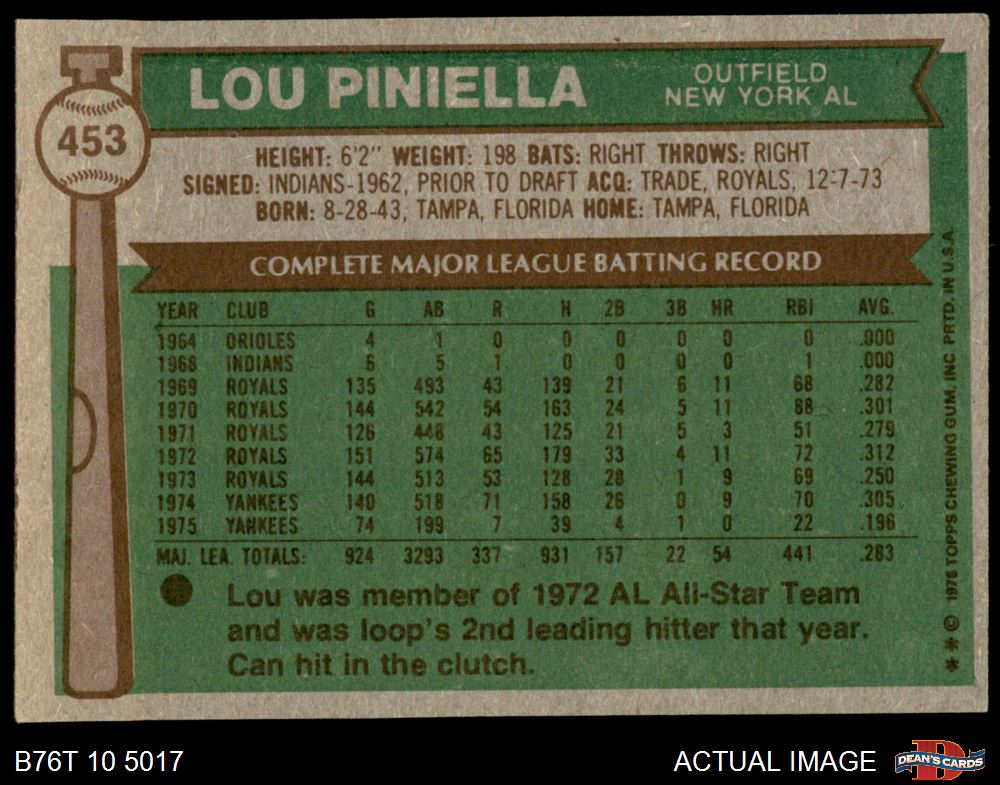 LOU PINIELLA
OUTFIELD
NEW YORK AL
453
HEIGHT: 6'2" WEIGHT: 198 BATS: RIGHT THROWS: RIGHT
SIGNED: INDIANS-1962, PRIOR TO DRAFT ACQ: TRADE, ROYALS, 12-7-73
BORN: 8-28-43, TAMPA, FLORIDA HOME: TAMPA, FLORIDA
COMPLETE MAJOR LEAGUE BATTING RECORD
YEAR CLUB G AB R H 2B 3B HR RBI AVG.
1964 ORIOLES 4 1 0 0 0 0 0 0 .000
1968 INDIANS 6 5 1 0 0 0 0 1 .000
1969 ROYALS 135 493 43 139 21 6 11 68 .282
1970 ROYALS 144 542 54 163 24 5 11 88 .301
1971 ROYALS 126 448 43 125 21 5 3 51 .279
1972 ROYALS 151 574 65 179 33 4 11 72 .312
1973 ROYALS 144 513 53 128 28 1 9 69 .250
1974 YANKEES 140 518 71 158 26 0 9 70 .305
1975 YANKEES 74 199 7 39 4 1 0 22 .196
MAJ. LEA. TOTALS: 924 3293 337 931 157 22 54 441 .283
Lou was member of 1972 AL All-Star Team
and was loop's 2nd leading hitter that year.
Can hit in the clutch.
** © 1976 TOPPS CHEWING GUM, INC PRTD. IN U.S.A.
B76T 10 5017
ACTUAL IMAGE
D
DEAN'S CARDS